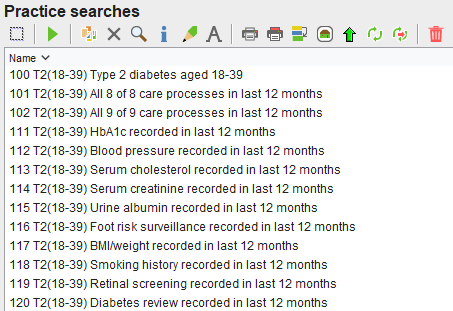 Practice searches
Name
100 T2(18-39) Type 2 diabetes aged 18-39
101 T2(18-39) All 8 of 8 care processes in last 12 months
102 T2(18-39) All 9 of 9 care processes in last 12 months
111 T2(18-39) HbA1c recorded in last 12 months
112 T2(18-39) Blood pressure recorded in last 12 months
113 T2(18-39) Serum cholesterol recorded in last 12 months
114 T2(18-39) Serum creatinine recorded in last 12 months
115 T2(18-39) Urine albumin recorded in last 12 months
116 T2(18-39) Foot risk surveillance recorded in last 12 months
117 T2(18-39) BMI/weight recorded in last 12 months
118 T2(18-39) Smoking history recorded in last 12 months
119 T2(18-39) Retinal screening recorded in last 12 months
120 T2(18-39) Diabetes review recorded in last 12 months